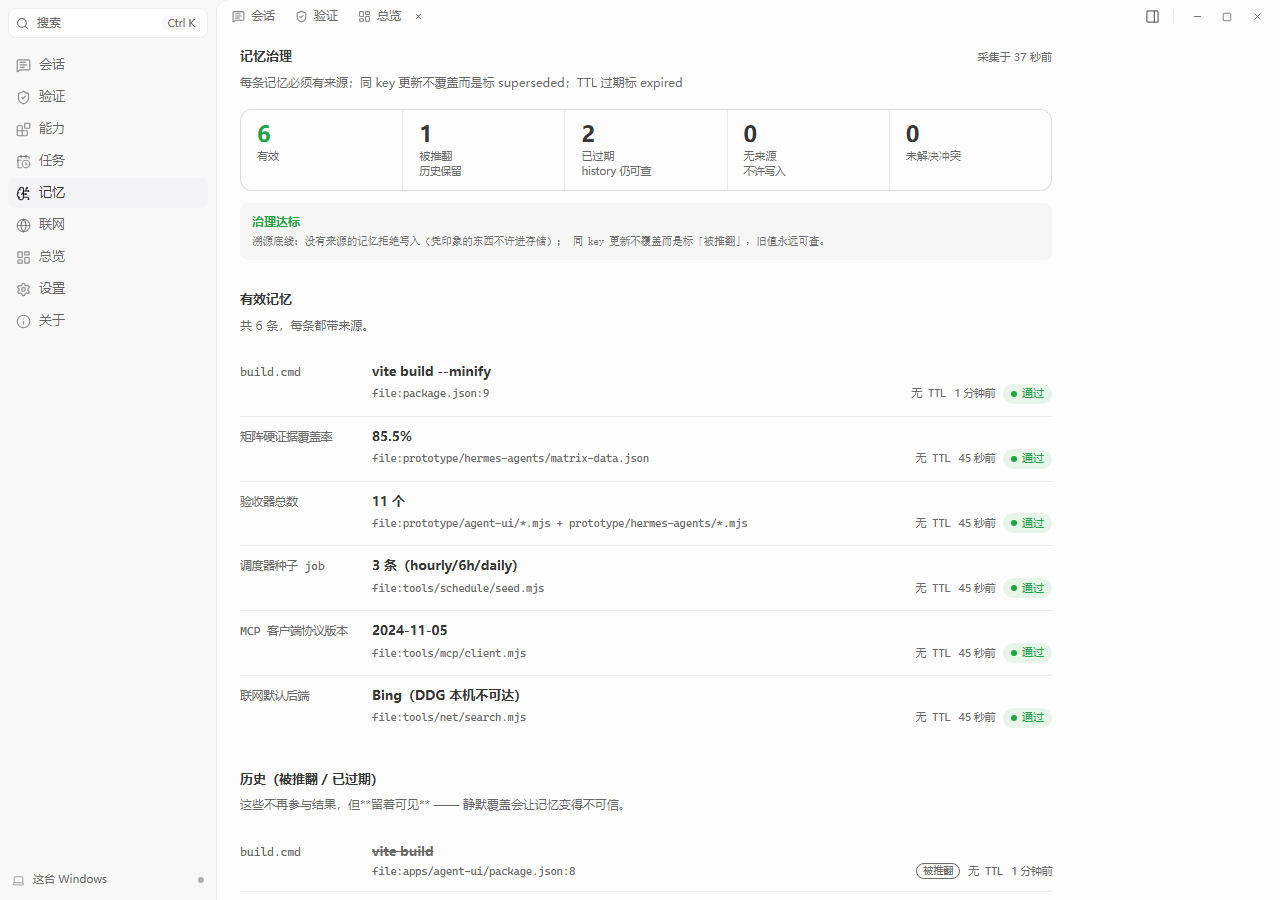 搜索 Ctrl K
会话
验证
能力
任务
记忆
联网
总览
设置
关于
这台 Windows
会话 验证 总览 ×
记忆治理
采集于 37 秒前
每条记忆必须有来源；同 key 更新不覆盖而是标 superseded；TTL 过期标 expired
6
有效
1
被推翻
历史保留
2
已过期
history 仍可查
0
无来源
不许写入
0
未解决冲突
治理达标
溯源底线：没有来源的记忆拒绝写入（凭印象的东西不许进存储）； 同 key 更新不覆盖而是标「被推翻」，旧值永远可查。
有效记忆
共 6 条，每条都带来源。
build.cmd
vite build --minify
file:package.json:9
无 TTL 1 分钟前 通过
矩阵硬证据覆盖率
85.5%
file:prototype/hermes-agents/matrix-data.json
无 TTL 45 秒前 通过
验收器总数
11 个
file:prototype/agent-ui/*.mjs + prototype/hermes-agents/*.mjs
无 TTL 45 秒前 通过
调度器种子 job
3 条（hourly/6h/daily）
file:tools/schedule/seed.mjs
无 TTL 45 秒前 通过
MCP 客户端协议版本
2024-11-05
file:tools/mcp/client.mjs
无 TTL 45 秒前 通过
联网默认后端
Bing（DDG 本机不可达）
file:tools/net/search.mjs
无 TTL 45 秒前 通过
历史（被推翻 / 已过期）
这些不再参与结果，但**留着可见** —— 静默覆盖会让记忆变得不可信。
build.cmd
vite build
file:apps/agent-ui/package.json:8
被推翻 无 TTL 1 分钟前